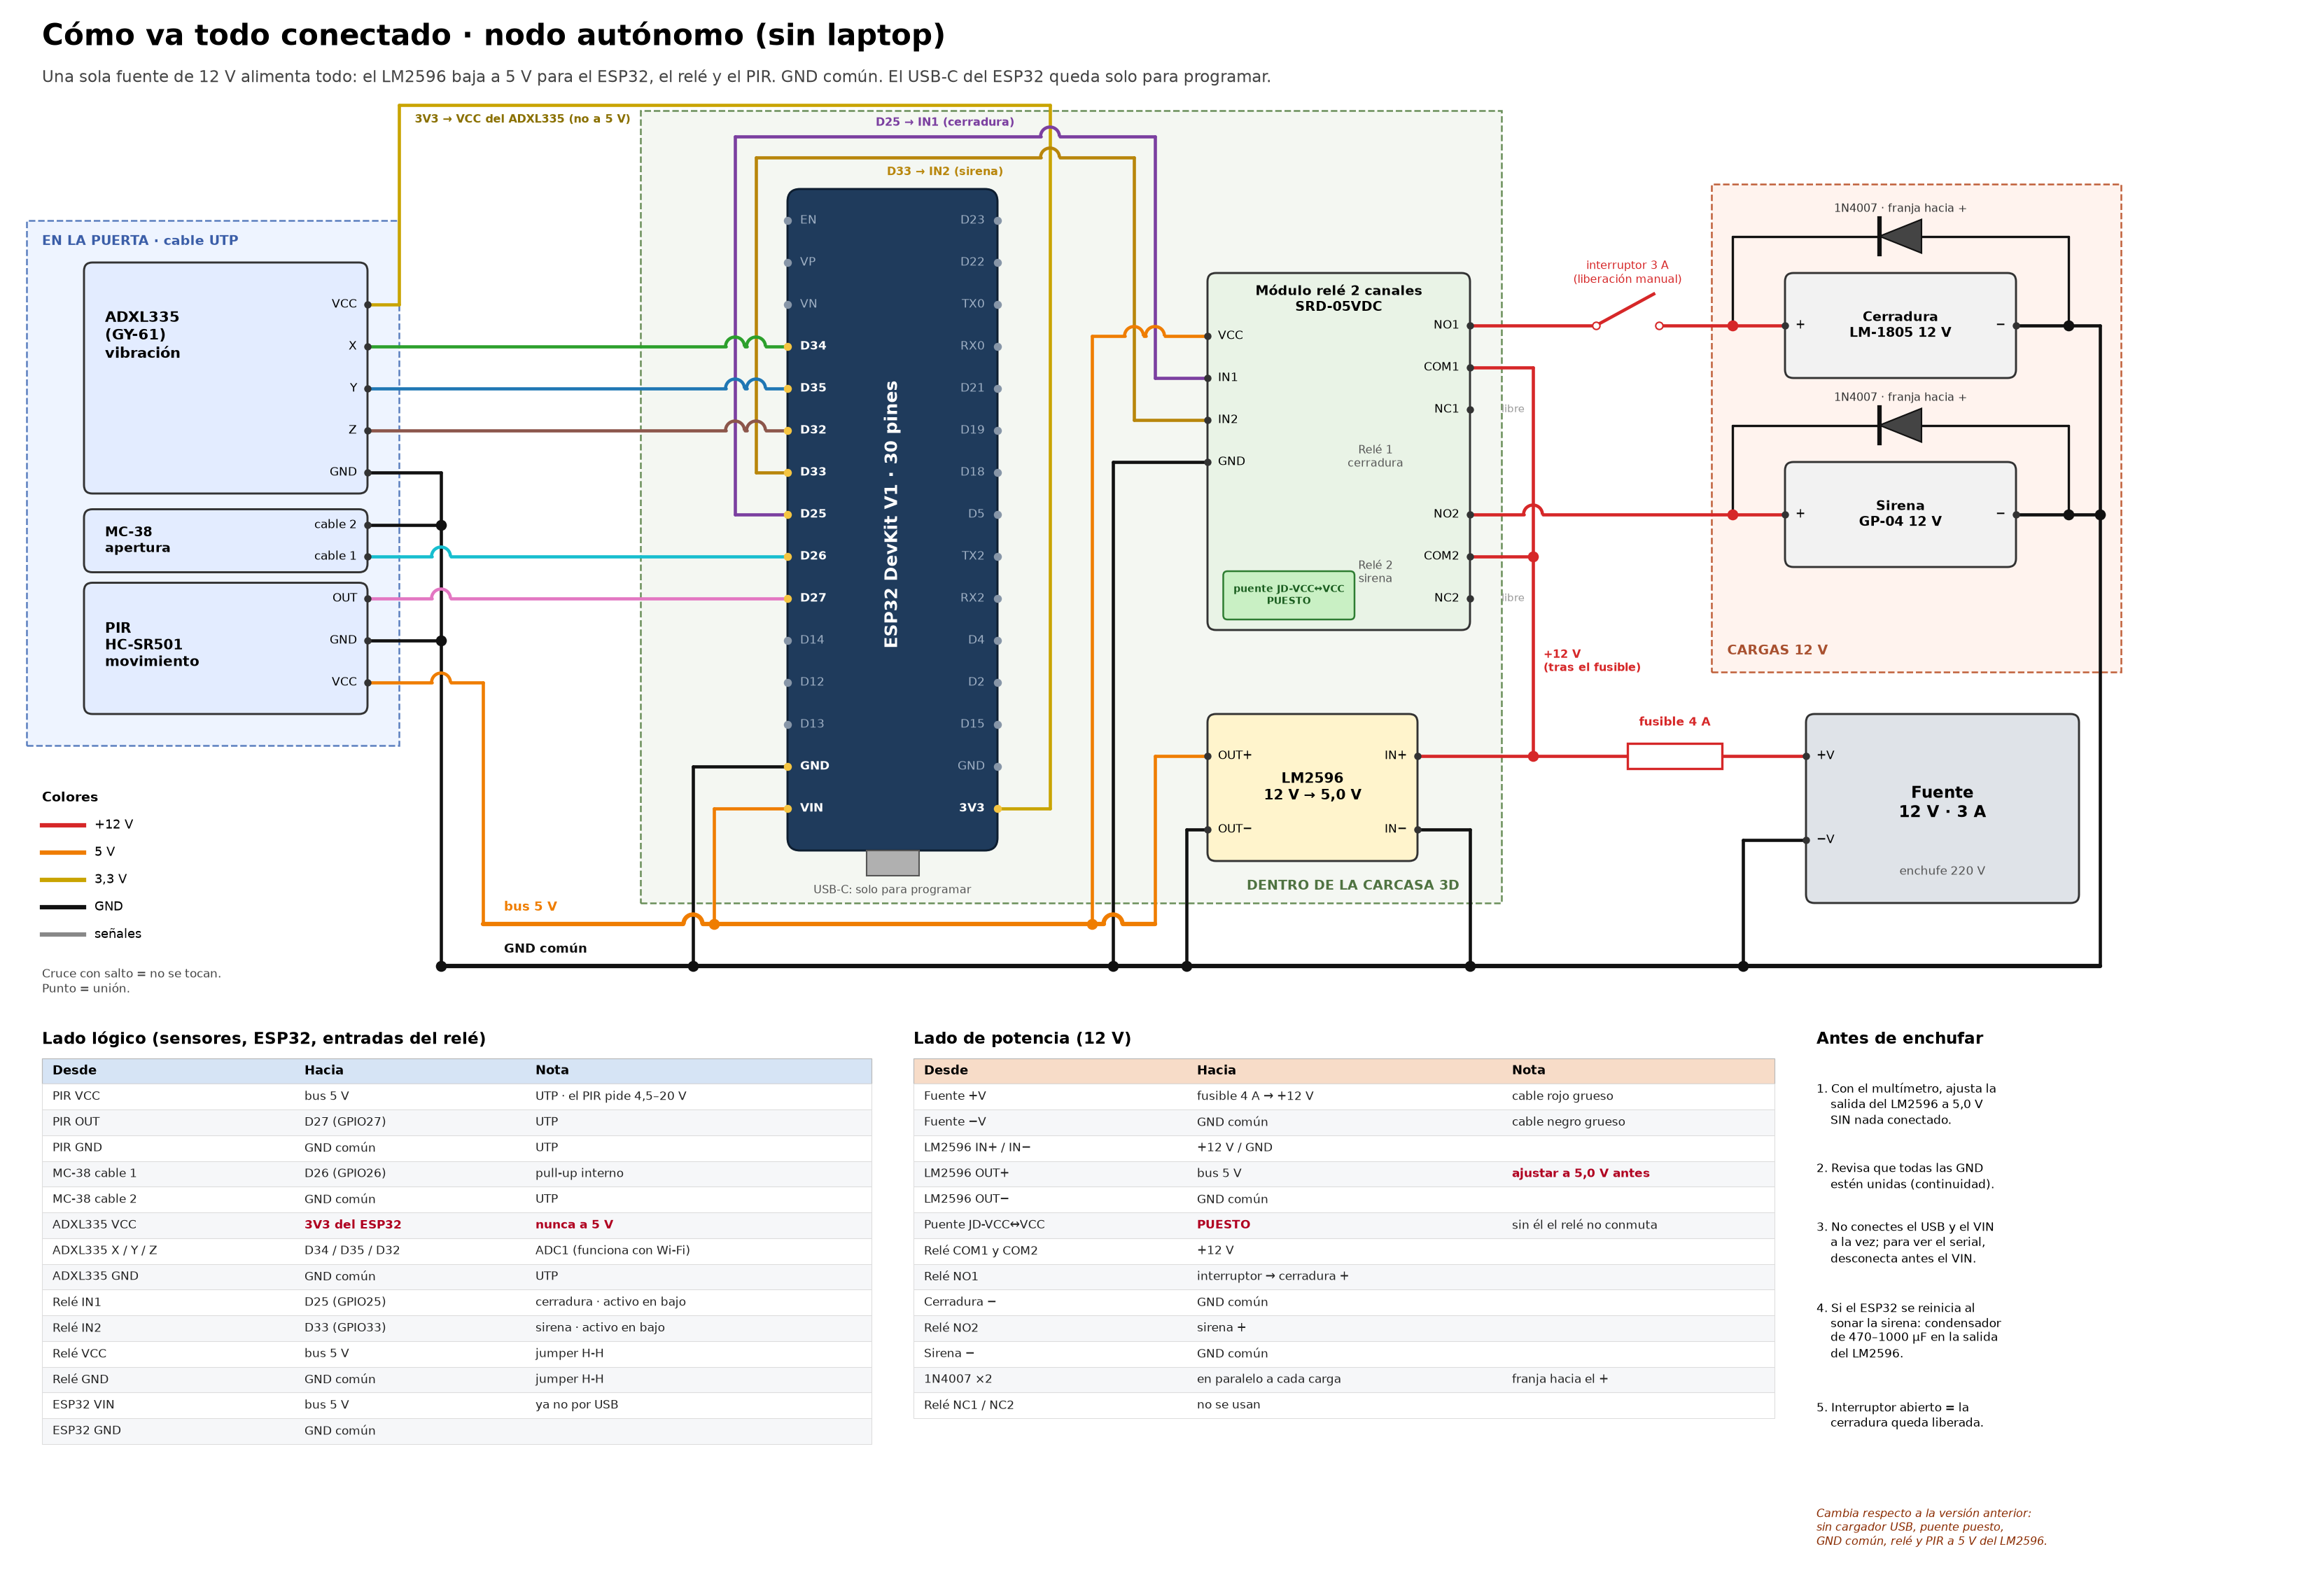 Cómo va todo conectado · nodo autónomo (sin laptop)
Una sola fuente de 12 V alimenta todo: el LM2596 baja a 5 V para el ESP32, el relé y el PIR. GND común. El USB-C del ESP32 queda solo para programar.
3V3 → VCC del ADXL335 (no a 5 V)
D25 → IN1 (cerradura)
D33 → IN2 (sirena)
EN LA PUERTA · cable UTP
ADXL335
(GY-61)
vibración
VCC
X
Y
Z
GND
MC-38
apertura
cable 2
cable 1
PIR
HC-SR501
movimiento
OUT
GND
VCC
ESP32 DevKit V1 · 30 pines
EN
VP
VN
D34
D35
D32
D33
D25
D26
D27
D14
D12
D13
GND
VIN
D23
D22
TX0
RX0
D21
D19
D18
D5
TX2
RX2
D4
D2
D15
GND
3V3
USB-C: solo para programar
Módulo relé 2 canales
SRD-05VDC
VCC
IN1
IN2
GND
NO1
COM1
NC1
libre
Relé 1
cerradura
NO2
COM2
NC2
libre
Relé 2
sirena
puente JD-VCC↔VCC
PUESTO
interruptor 3 A
(liberación manual)
1N4007 · franja hacia +
+
Cerradura
LM-1805 12 V
−
1N4007 · franja hacia +
+
Sirena
GP-04 12 V
−
CARGAS 12 V
+12 V
(tras el fusible)
fusible 4 A
OUT+
OUT−
LM2596
12 V → 5,0 V
IN+
IN−
DENTRO DE LA CARCASA 3D
+V
−V
Fuente
12 V · 3 A
enchufe 220 V
bus 5 V
GND común
Colores
+12 V
5 V
3,3 V
GND
señales
Cruce con salto = no se tocan.
Punto = unión.
Lado lógico (sensores, ESP32, entradas del relé)
Desde Hacia Nota
PIR VCC bus 5 V UTP · el PIR pide 4,5–20 V
PIR OUT D27 (GPIO27) UTP
PIR GND GND común UTP
MC-38 cable 1 D26 (GPIO26) pull-up interno
MC-38 cable 2 GND común UTP
ADXL335 VCC 3V3 del ESP32 nunca a 5 V
ADXL335 X / Y / Z D34 / D35 / D32 ADC1 (funciona con Wi-Fi)
ADXL335 GND GND común UTP
Relé IN1 D25 (GPIO25) cerradura · activo en bajo
Relé IN2 D33 (GPIO33) sirena · activo en bajo
Relé VCC bus 5 V jumper H-H
Relé GND GND común jumper H-H
ESP32 VIN bus 5 V ya no por USB
ESP32 GND GND común
Lado de potencia (12 V)
Desde Hacia Nota
Fuente +V fusible 4 A → +12 V cable rojo grueso
Fuente −V GND común cable negro grueso
LM2596 IN+ / IN− +12 V / GND
LM2596 OUT+ bus 5 V ajustar a 5,0 V antes
LM2596 OUT− GND común
Puente JD-VCC↔VCC PUESTO sin él el relé no conmuta
Relé COM1 y COM2 +12 V
Relé NO1 interruptor → cerradura +
Cerradura − GND común
Relé NO2 sirena +
Sirena − GND común
1N4007 ×2 en paralelo a cada carga franja hacia el +
Relé NC1 / NC2 no se usan
Antes de enchufar
1. Con el multímetro, ajusta la
salida del LM2596 a 5,0 V
SIN nada conectado.
2. Revisa que todas las GND
estén unidas (continuidad).
3. No conectes el USB y el VIN
a la vez; para ver el serial,
desconecta antes el VIN.
4. Si el ESP32 se reinicia al
sonar la sirena: condensador
de 470–1000 µF en la salida
del LM2596.
5. Interruptor abierto = la
cerradura queda liberada.
Cambia respecto a la versión anterior:
sin cargador USB, puente puesto,
GND común, relé y PIR a 5 V del LM2596.